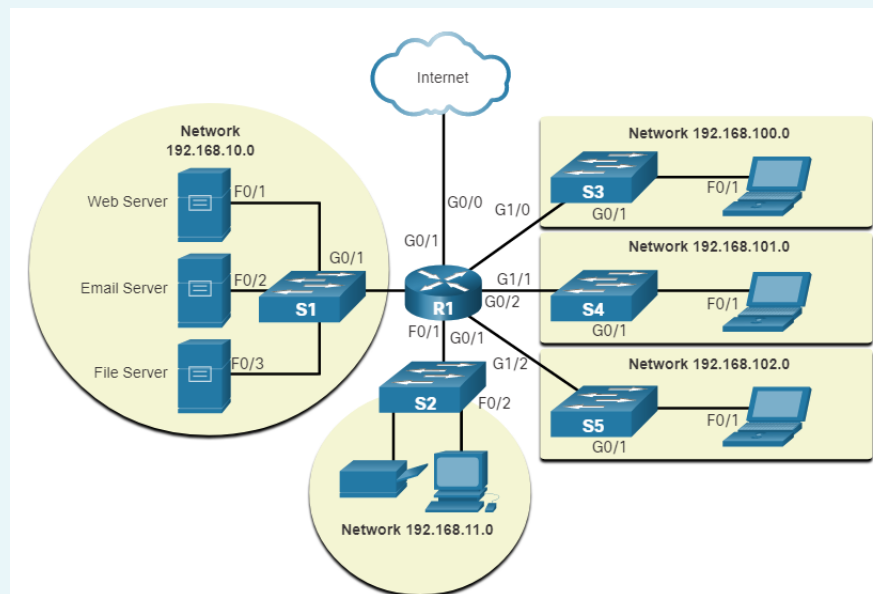 Internet
Network
192.168.10.0
Web Server
F0/1
Email Server
F0/2
File Server
F0/3
G0/1
S1
G0/0
G0/1
G1/0
R1
G1/1
G0/2
F0/1
G0/1
G1/2
S2
F0/2
Network 192.168.11.0
Network 192.168.100.0
S3
G0/1
F0/1
Network 192.168.101.0
S4
G0/1
F0/1
Network 192.168.102.0
S5
G0/1
F0/1